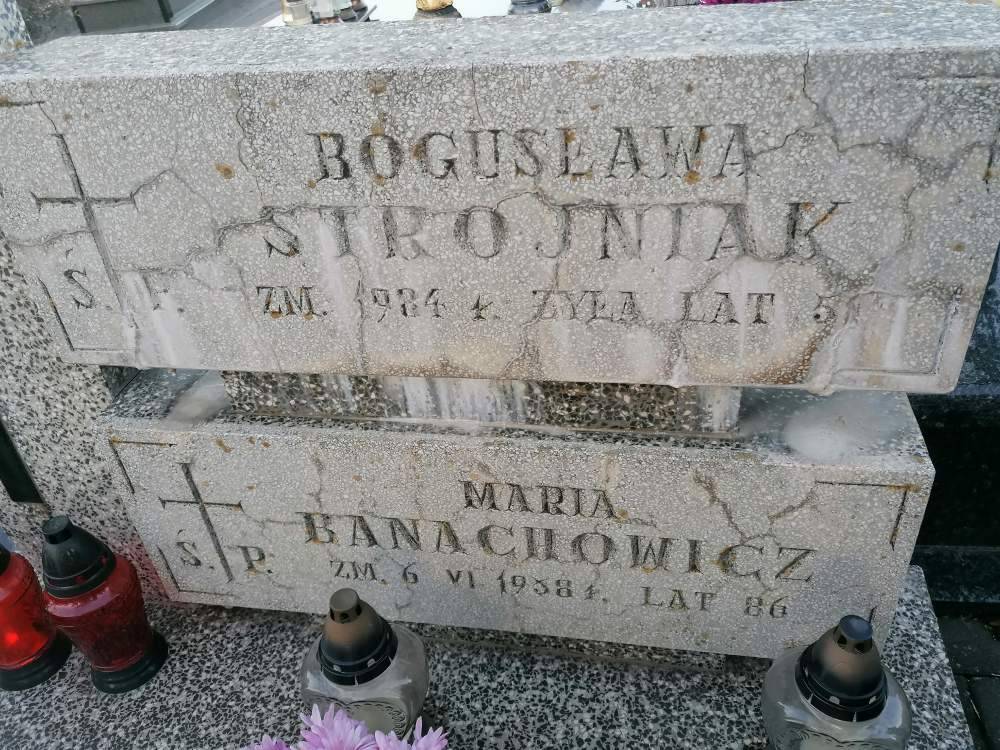 BOGUSŁAWA
STROJNIAK
Ś. P.
ZM. 1984 r. ŻYŁA LAT
MARIA
BANACHOWICZ
Ś. P.
ZM. 6 VI 1958 r. LAT 86